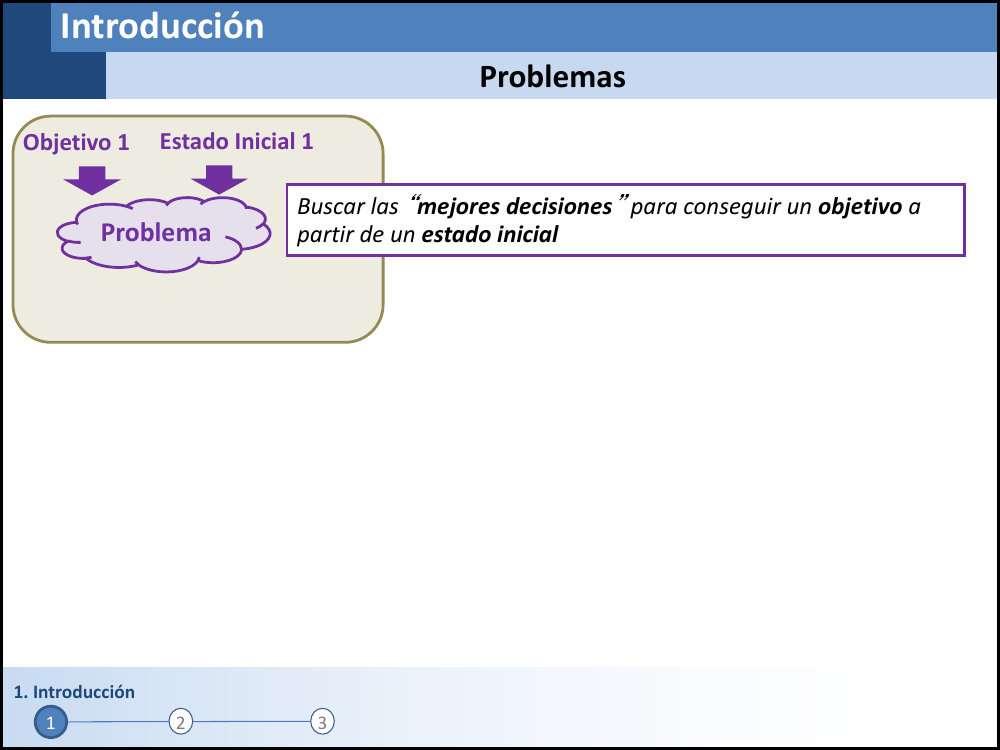 Introducción
Problemas
Objetivo 1 Estado Inicial 1
Problema
Buscar las “mejores decisiones” para conseguir un objetivo a
partir de un estado inicial
1. Introducción
1 2 3